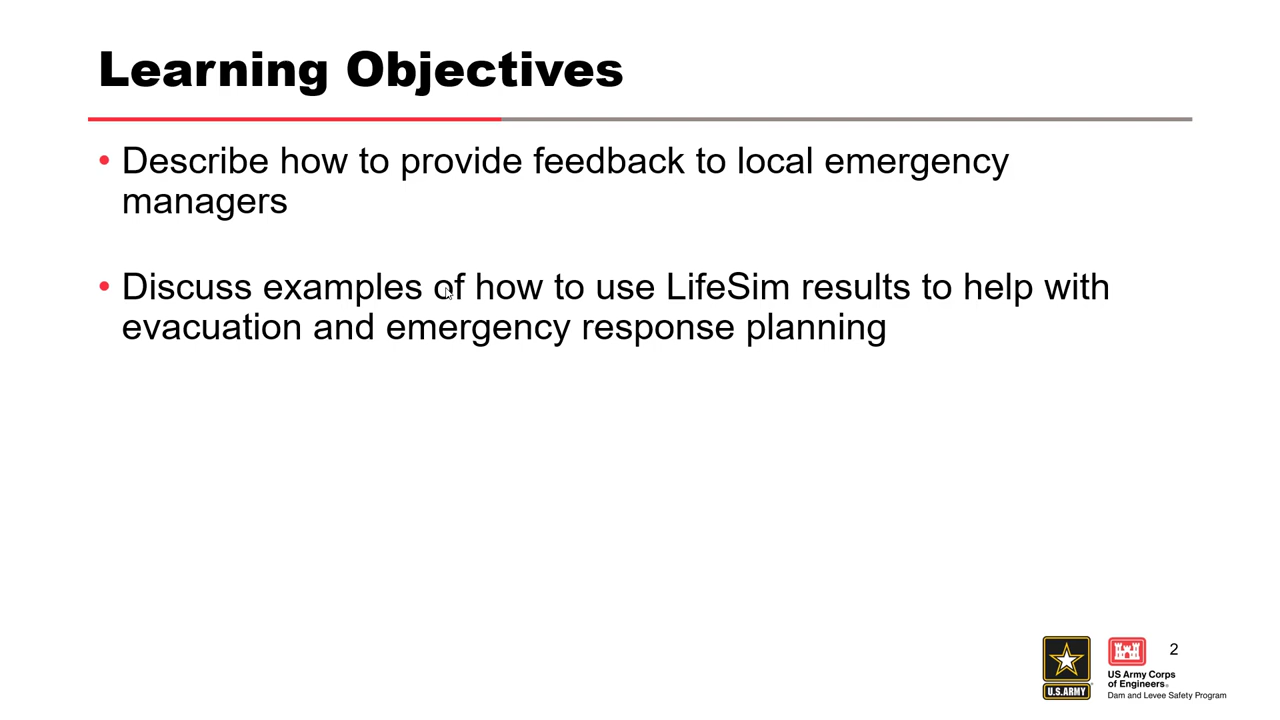 Learning Objectives
• Describe how to provide feedback to local emergency
managers
• Discuss examples of how to use LifeSim results to help with
evacuation and emergency response planning
2
U.S.ARMY
US Army Corps
of Engineers®
Dam and Levee Safety Program